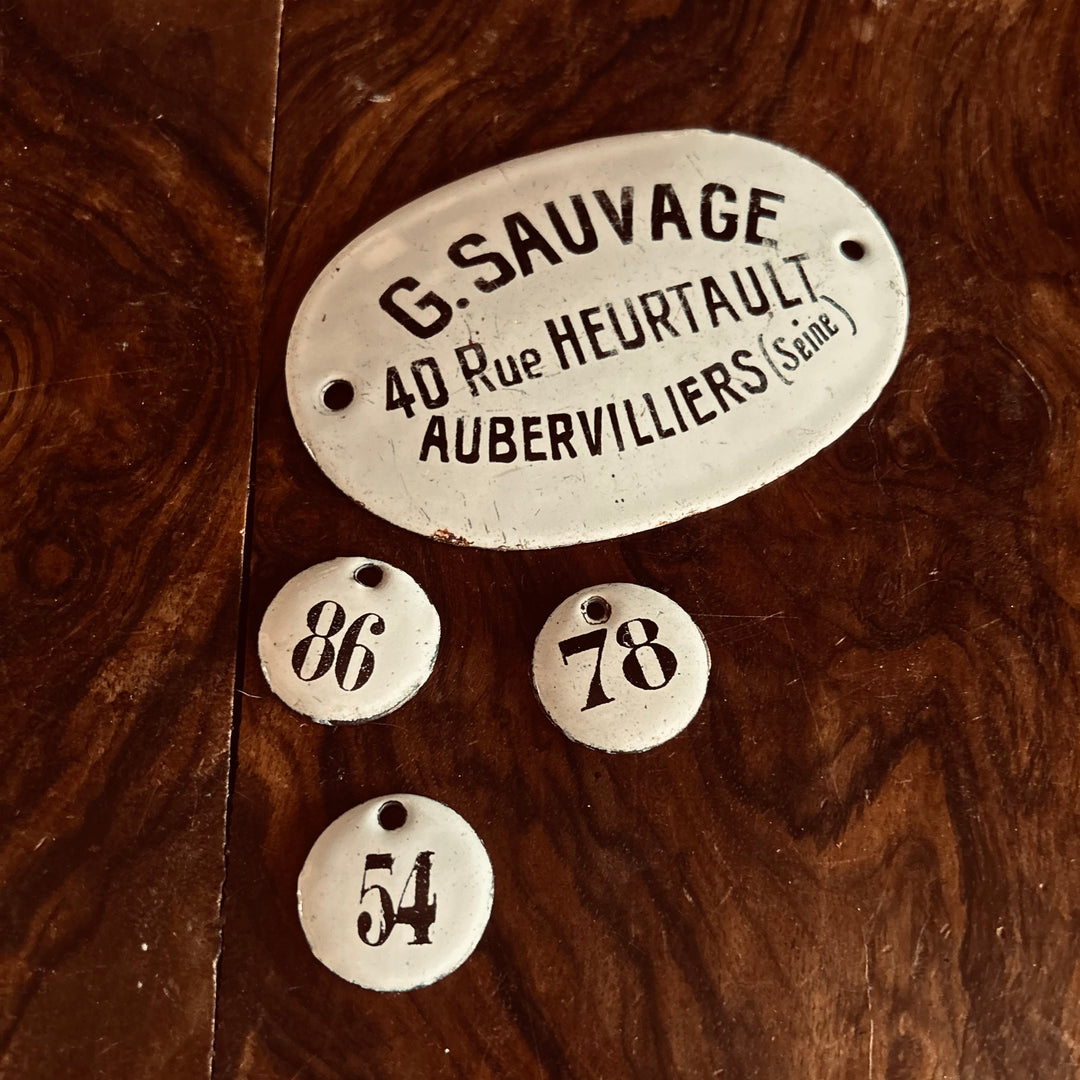 G. SAUVAGE
40 Rue HEURTAULT
AUBERVILLIERS (Seine)
86
78
54